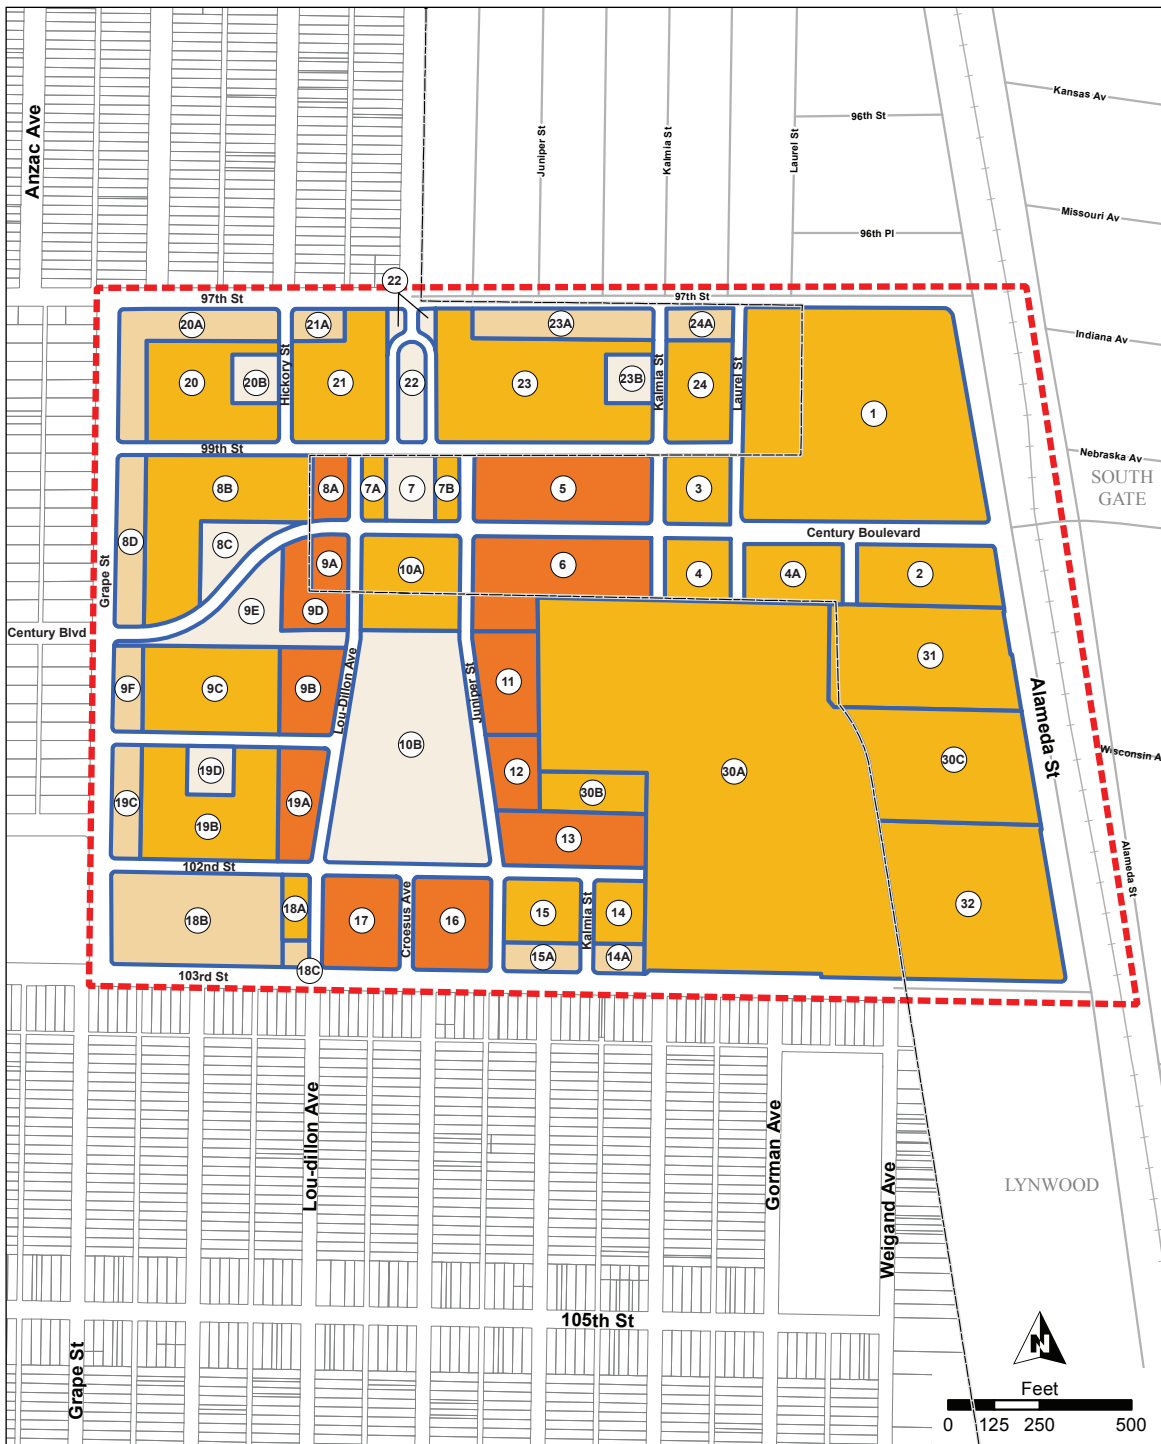 Anzac Ave
Juniper St
Kalmia St
Laurel St
Kansas Av
96th St
Missouri Av
96th Pl
22
97th St
97th St
20A
21A
23A
24A
Indiana Av
20
20B
Hickory St
21
22
23
23B
Kalmia St
24
Laurel St
1
99th St
Nebraska Av
SOUTH
GATE
8B
8A
7A
7
7B
5
3
8D
8C
Century Boulevard
Grape St
9A
10A
6
4
4A
2
9E
9D
Century Blvd
31
9F
9C
9B
Lou-Dillon Ave
Juniper St
11
Alameda St
10B
Wisconsin A
19D
12
30A
30C
19C
19B
19A
30B
13
102nd St
Alameda St
18B
18A
17
Croesus Ave
16
15
Kalmia St
14
32
15A
14A
103rd St
18C
Lou-dillon Ave
Gorman Ave
Weigand Ave
LYNWOOD
105th St
Grape St
N
Feet
0 125 250 500